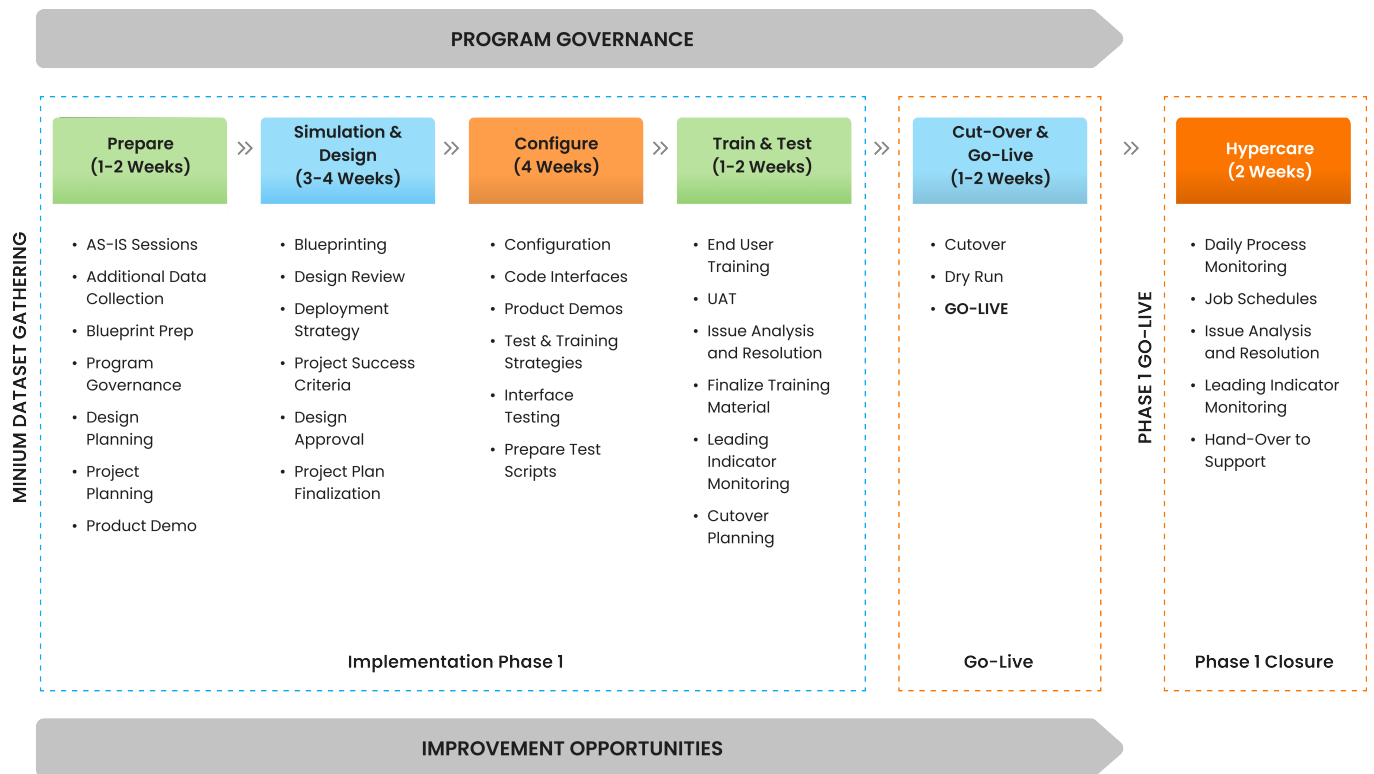 PROGRAM GOVERNANCE
MINIUM DATASET GATHERING
Prepare
(1-2 Weeks)
• AS-IS Sessions
• Additional Data
Collection
• Blueprint Prep
• Program
Governance
• Design
Planning
• Project
Planning
• Product Demo
Simulation &
Design
(3-4 Weeks)
• Blueprinting
• Design Review
• Deployment
Strategy
• Project Success
Criteria
• Design
Approval
• Project Plan
Finalization
Configure
(4 Weeks)
• Configuration
• Code Interfaces
• Product Demos
• Test & Training
Strategies
• Interface
Testing
• Prepare Test
Scripts
Train & Test
(1-2 Weeks)
• End User
Training
• UAT
• Issue Analysis
and Resolution
• Finalize Training
Material
• Leading
Indicator
Monitoring
• Cutover
Planning
Implementation Phase 1
Cut-Over &
Go-Live
(1-2 Weeks)
• Cutover
• Dry Run
• GO-LIVE
Go-Live
PHASE 1 GO-LIVE
Hypercare
(2 Weeks)
• Daily Process
Monitoring
• Job Schedules
• Issue Analysis
and Resolution
• Leading Indicator
Monitoring
• Hand-Over to
Support
Phase 1 Closure
IMPROVEMENT OPPORTUNITIES